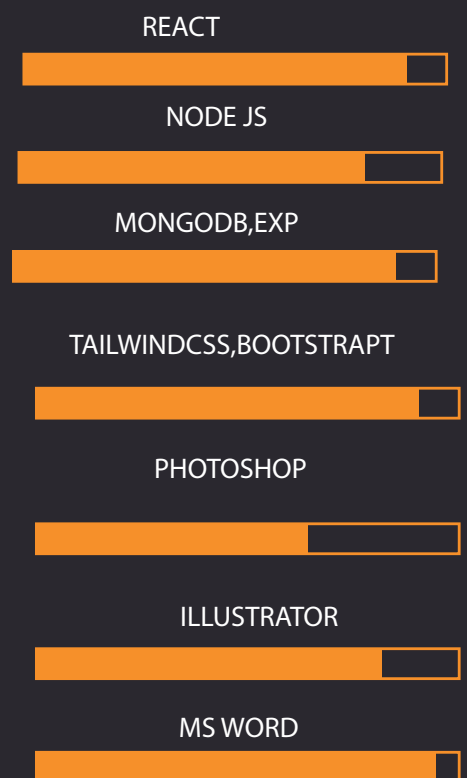 REACT
NODE JS
MONGODB,EXP
TAILWINDCSS,BOOTSTRAPT
PHOTOSHOP
ILLUSTRATOR
MS WORD